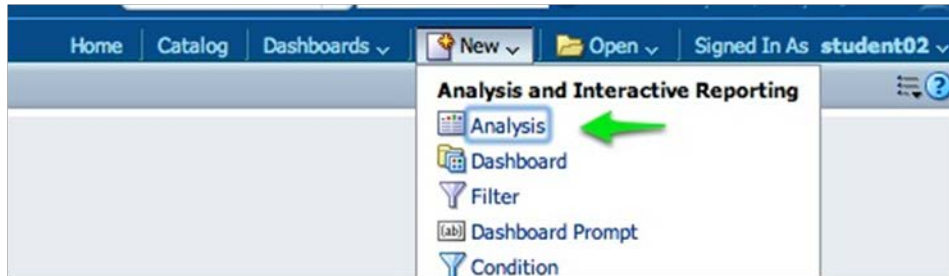 Home Catalog Dashboards New Open Signed In As student02
Analysis and Interactive Reporting
Analysis
Dashboard
Filter
(ab) Dashboard Prompt
Condition